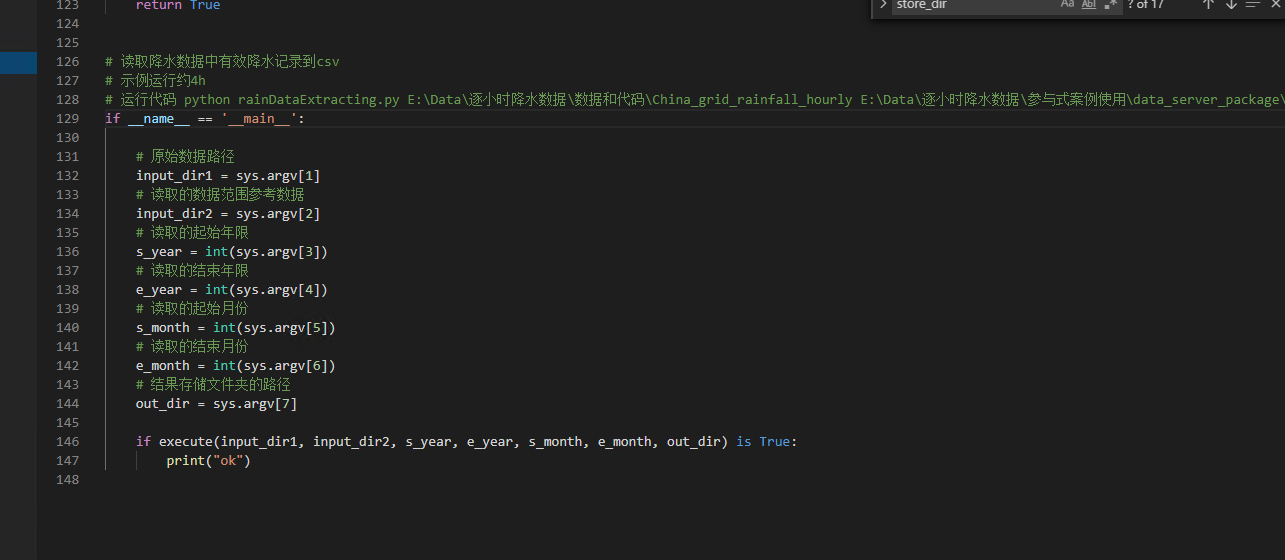 store_dir Aa Abl .* ? of 17
123 return True
124
125
126 # 读取降水数据中有效降水记录到csv
127 # 示例运行约4h
128 # 运行代码 python rainDataExtracting.py E:\Data\逐小时降水数据\数据和代码\China_grid_rainfall_hourly E:\Data\逐小时降水数据\参与式案例使用\data_server_package\
129 if __name__ == '__main__':
130
131 # 原始数据路径
132 input_dir1 = sys.argv[1]
133 # 读取的数据范围参考数据
134 input_dir2 = sys.argv[2]
135 # 读取的起始年限
136 s_year = int(sys.argv[3])
137 # 读取的结束年限
138 e_year = int(sys.argv[4])
139 # 读取的起始月份
140 s_month = int(sys.argv[5])
141 # 读取的结束月份
142 e_month = int(sys.argv[6])
143 # 结果存储文件夹的路径
144 out_dir = sys.argv[7]
145
146 if execute(input_dir1, input_dir2, s_year, e_year, s_month, e_month, out_dir) is True:
147 print("ok")
148